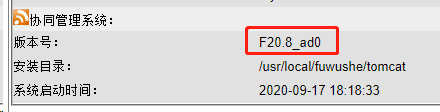 协同管理系统:
版本号: F20.8_ad0
安装目录: /usr/local/fuwushe/tomcat
系统启动时间: 2020-09-17 18:18:33